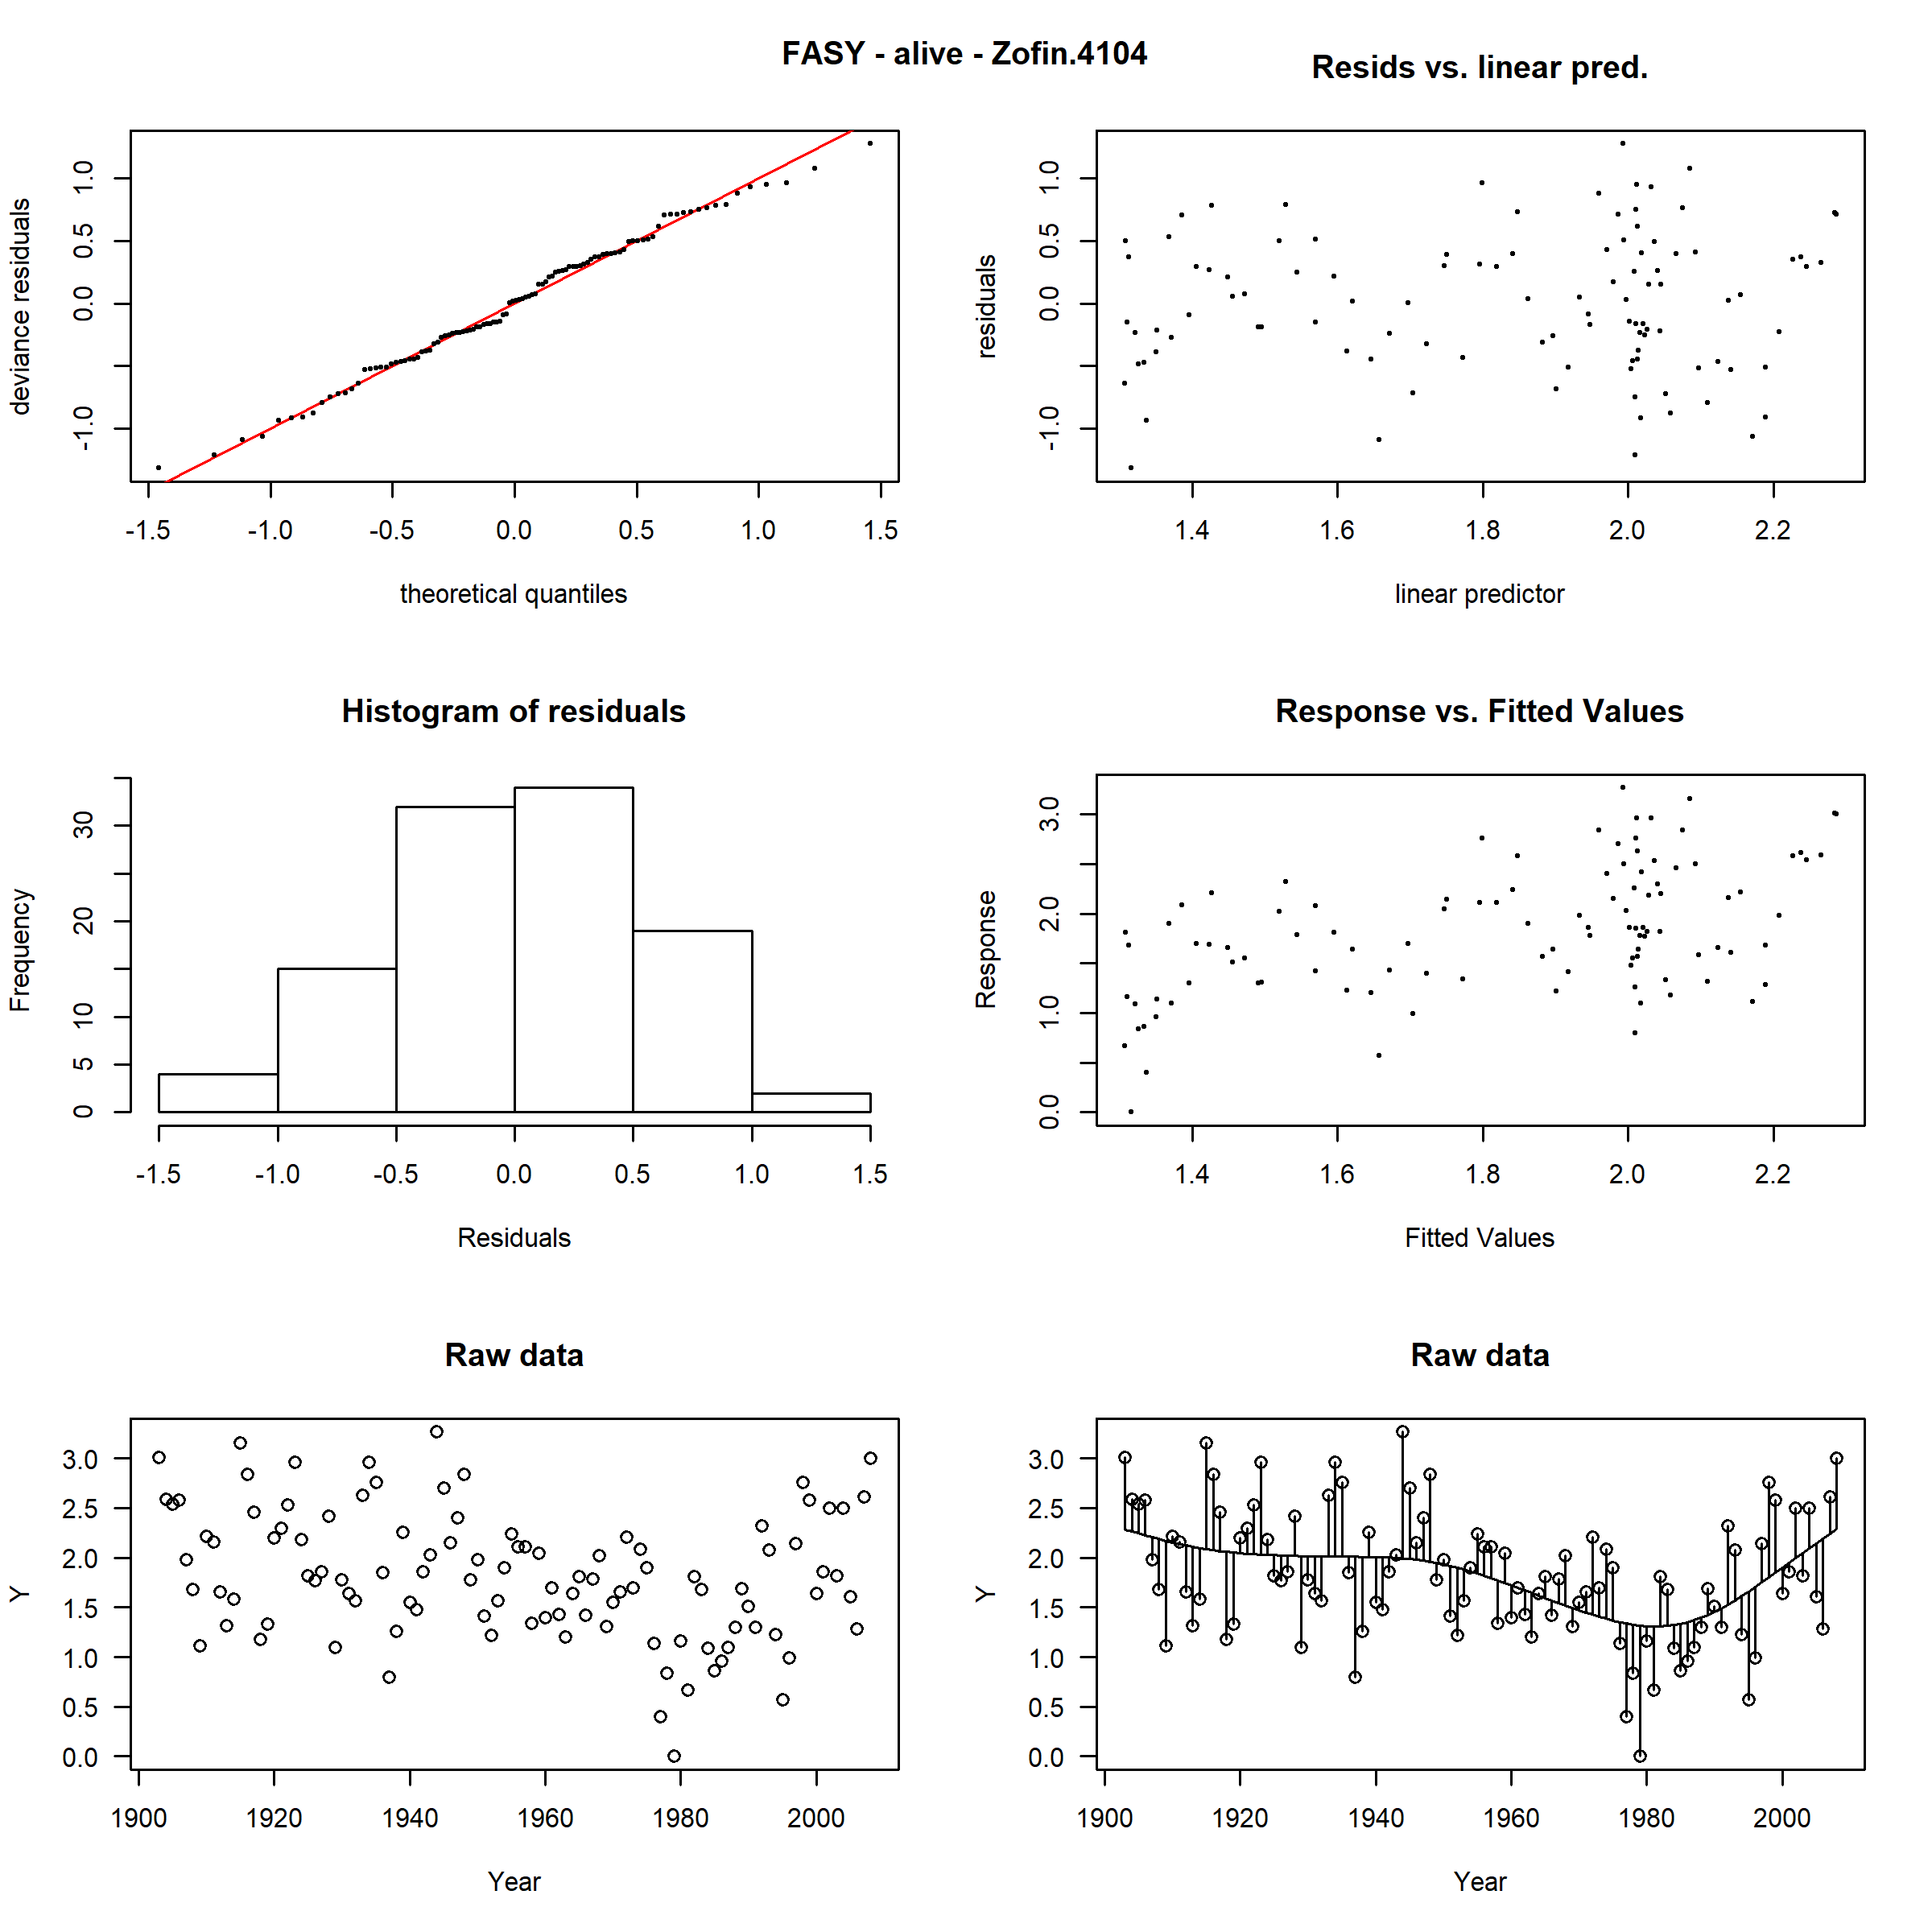 FASY - alive - Zofin.4104
Resids vs. linear pred.
deviance residuals
-1.0 0.0 0.5 1.0
-1.5 -1.0 -0.5 0.0 0.5 1.0 1.5
theoretical quantiles
residuals
-1.0 0.0 0.5 1.0
1.4 1.6 1.8 2.0 2.2
linear predictor
Histogram of residuals
Frequency
0 5 10 20 30
-1.5 -1.0 -0.5 0.0 0.5 1.0 1.5
Residuals
Response vs. Fitted Values
Response
0.0 1.0 2.0 3.0
1.4 1.6 1.8 2.0 2.2
Fitted Values
Raw data
Y
3.0
2.5
2.0
1.5
1.0
0.5
0.0
1900 1920 1940 1960 1980 2000
Year
Raw data
Y
3.0
2.5
2.0
1.5
1.0
0.5
0.0
1900 1920 1940 1960 1980 2000
Year